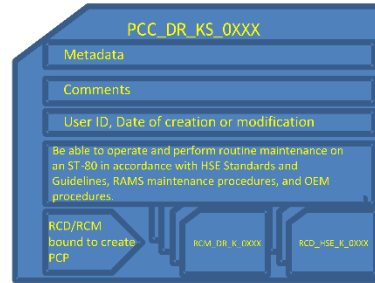 PCC_DR_KS_0XXX
Metadata
Comments
User ID, Date of creation or modification
Be able to operate and perform routine maintenance on
an ST-80 in accordance with HSE Standards and
Guidelines, RAMS maintenance procedures, and OEM
procedures.
RCD/RCM
bound to create
PCP
RCM_DR_K_0XXX
RCD_HSE_K_0XXX